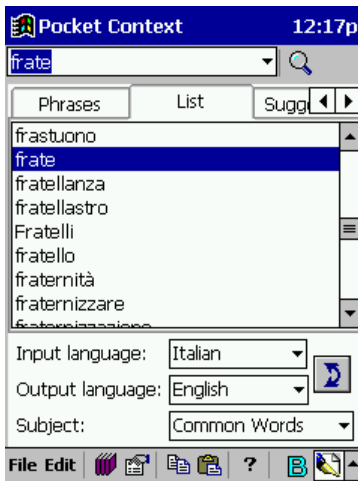 Pocket Context 12:17p
frate
Phrases List Sugg
frastuono
frate
fratellanza
fratellastro
Fratelli
fratello
fraternità
fraternizzare
fraternizzazione
Input language: Italian
Output language: English
Subject: Common Words
File Edit ? B